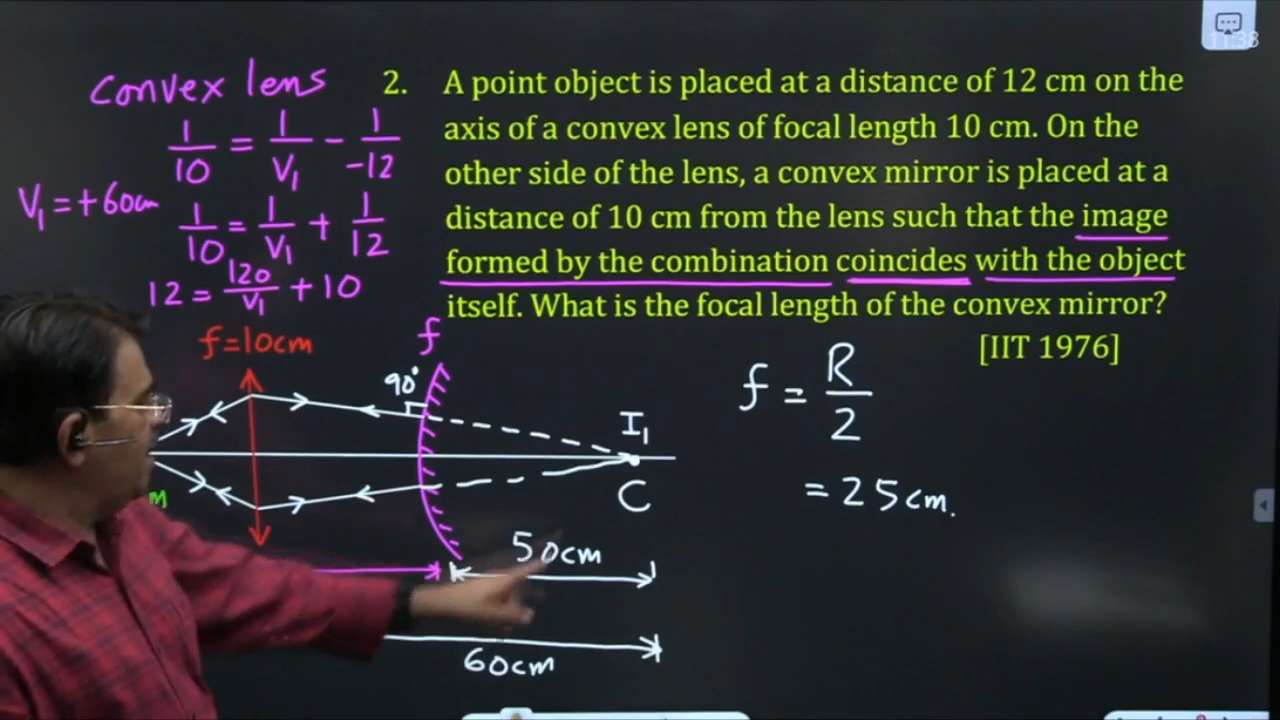 11:38
convex lens
1/10 = 1/V₁ - 1/-12
V₁ = +60cm
1/10 = 1/V₁ + 1/12
12 = 120/V₁ + 10
2. A point object is placed at a distance of 12 cm on the
axis of a convex lens of focal length 10 cm. On the
other side of the lens, a convex mirror is placed at a
distance of 10 cm from the lens such that the image
formed by the combination coincides with the object
itself. What is the focal length of the convex mirror?
[IIT 1976]
f=10cm
f
90°
I₁
C
m
50cm
60cm
f = R/2
= 25cm.